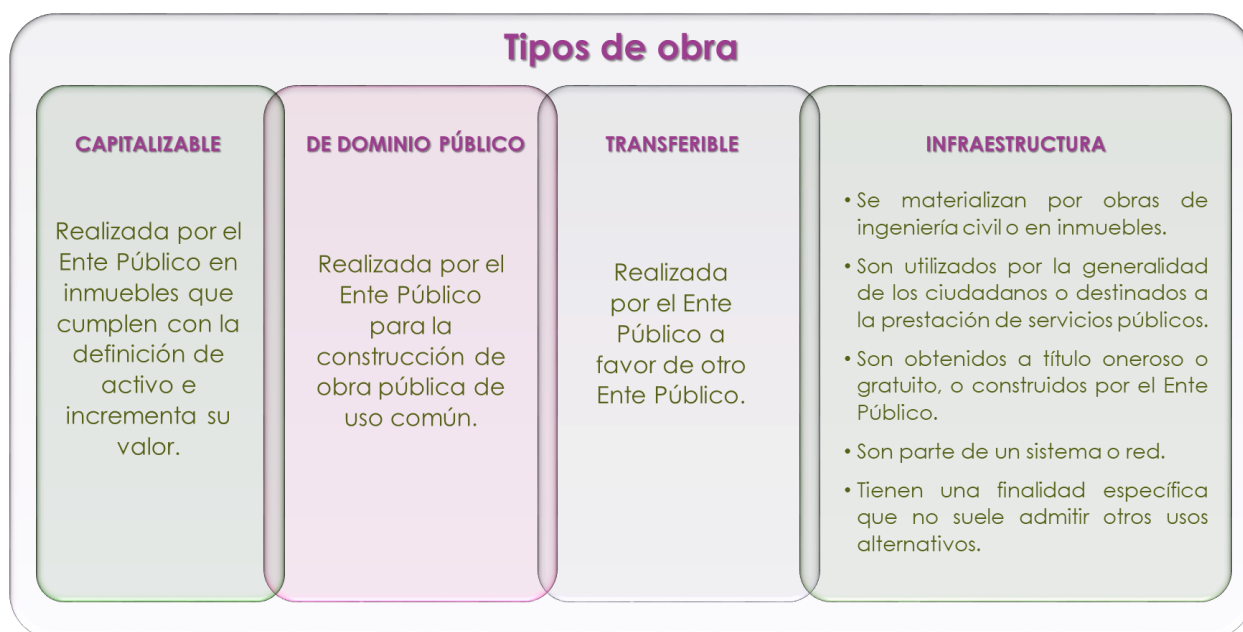 Tipos de obra
CAPITALIZABLE
Realizada por el
Ente Público en
inmuebles que
cumplen con la
definición de
activo e
incrementa su
valor.
DE DOMINIO PÚBLICO
Realizada por el
Ente Público
para la
construcción de
obra pública de
uso común.
TRANSFERIBLE
Realizada
por el Ente
Público a
favor de otro
Ente Público.
INFRAESTRUCTURA
• Se materializan por obras de
ingeniería civil o en inmuebles.
• Son utilizados por la generalidad
de los ciudadanos o destinados a
la prestación de servicios públicos.
• Son obtenidos a título oneroso o
gratuito, o construidos por el Ente
Público.
• Son parte de un sistema o red.
• Tienen una finalidad específica
que no suele admitir otros usos
alternativos.